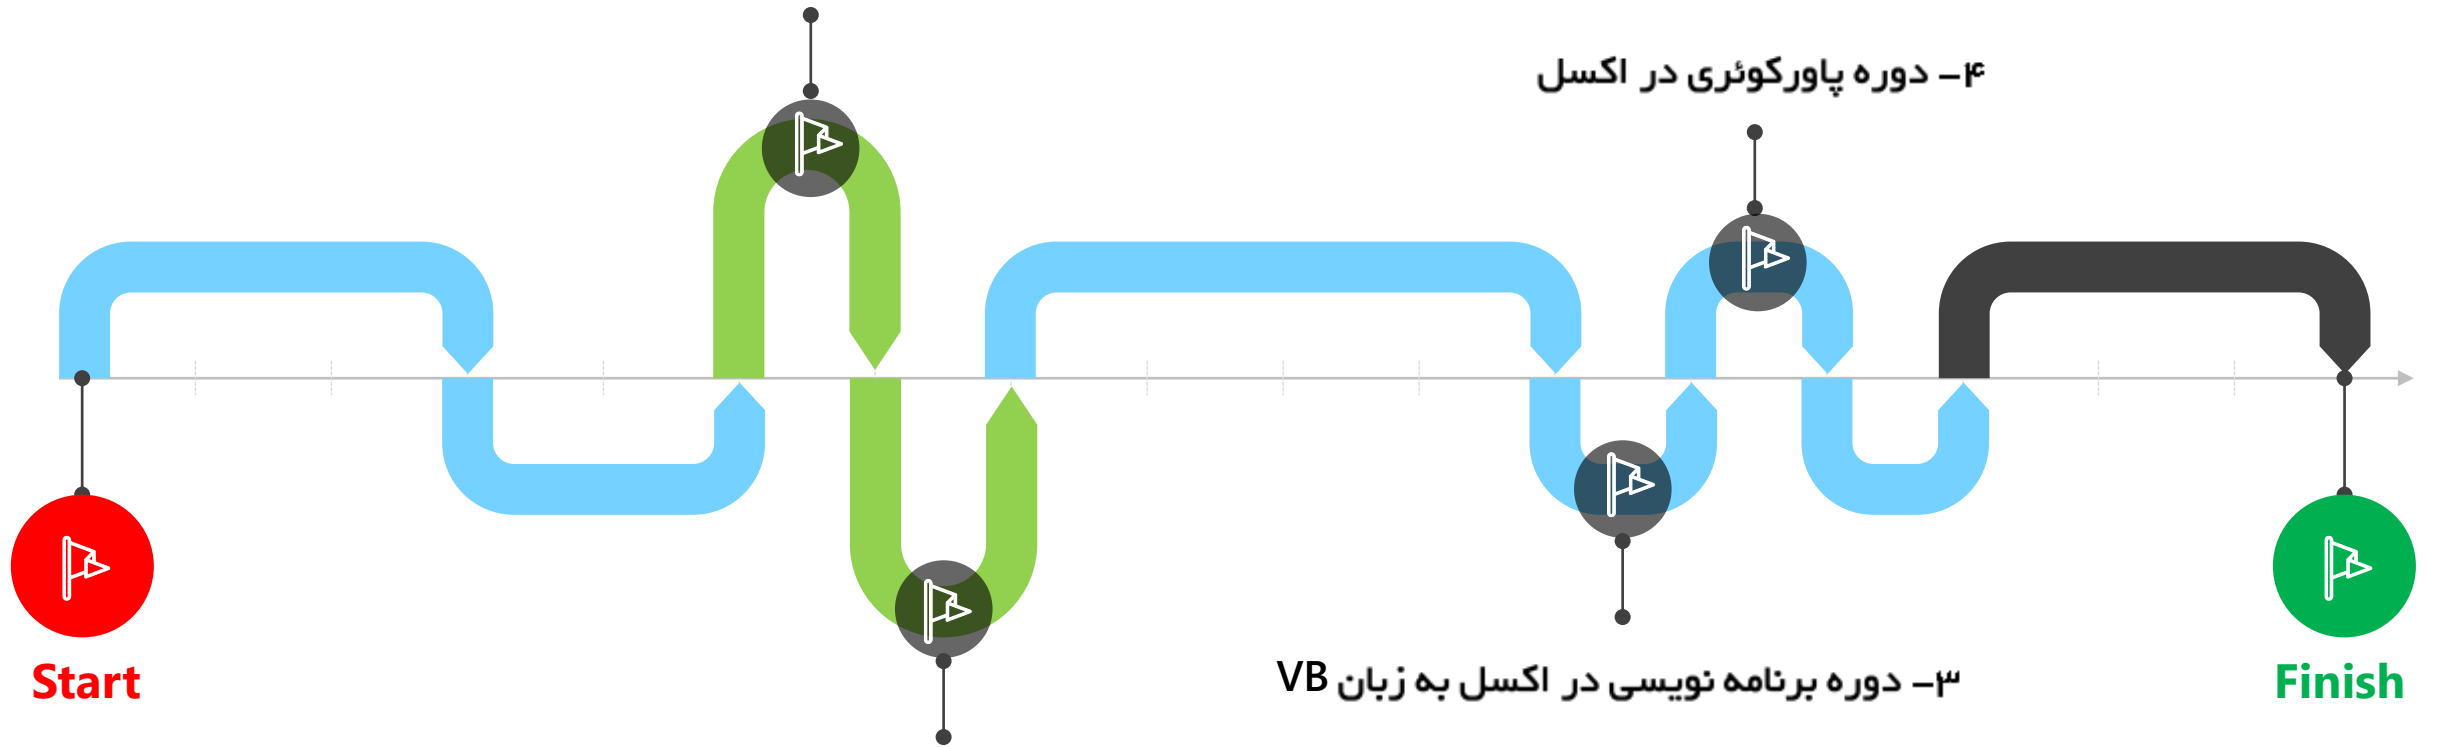 ۴- دوره پاورکوئری در اکسل
Start
۳- دوره برنامه نویسی در اکسل به زبان VB
Finish